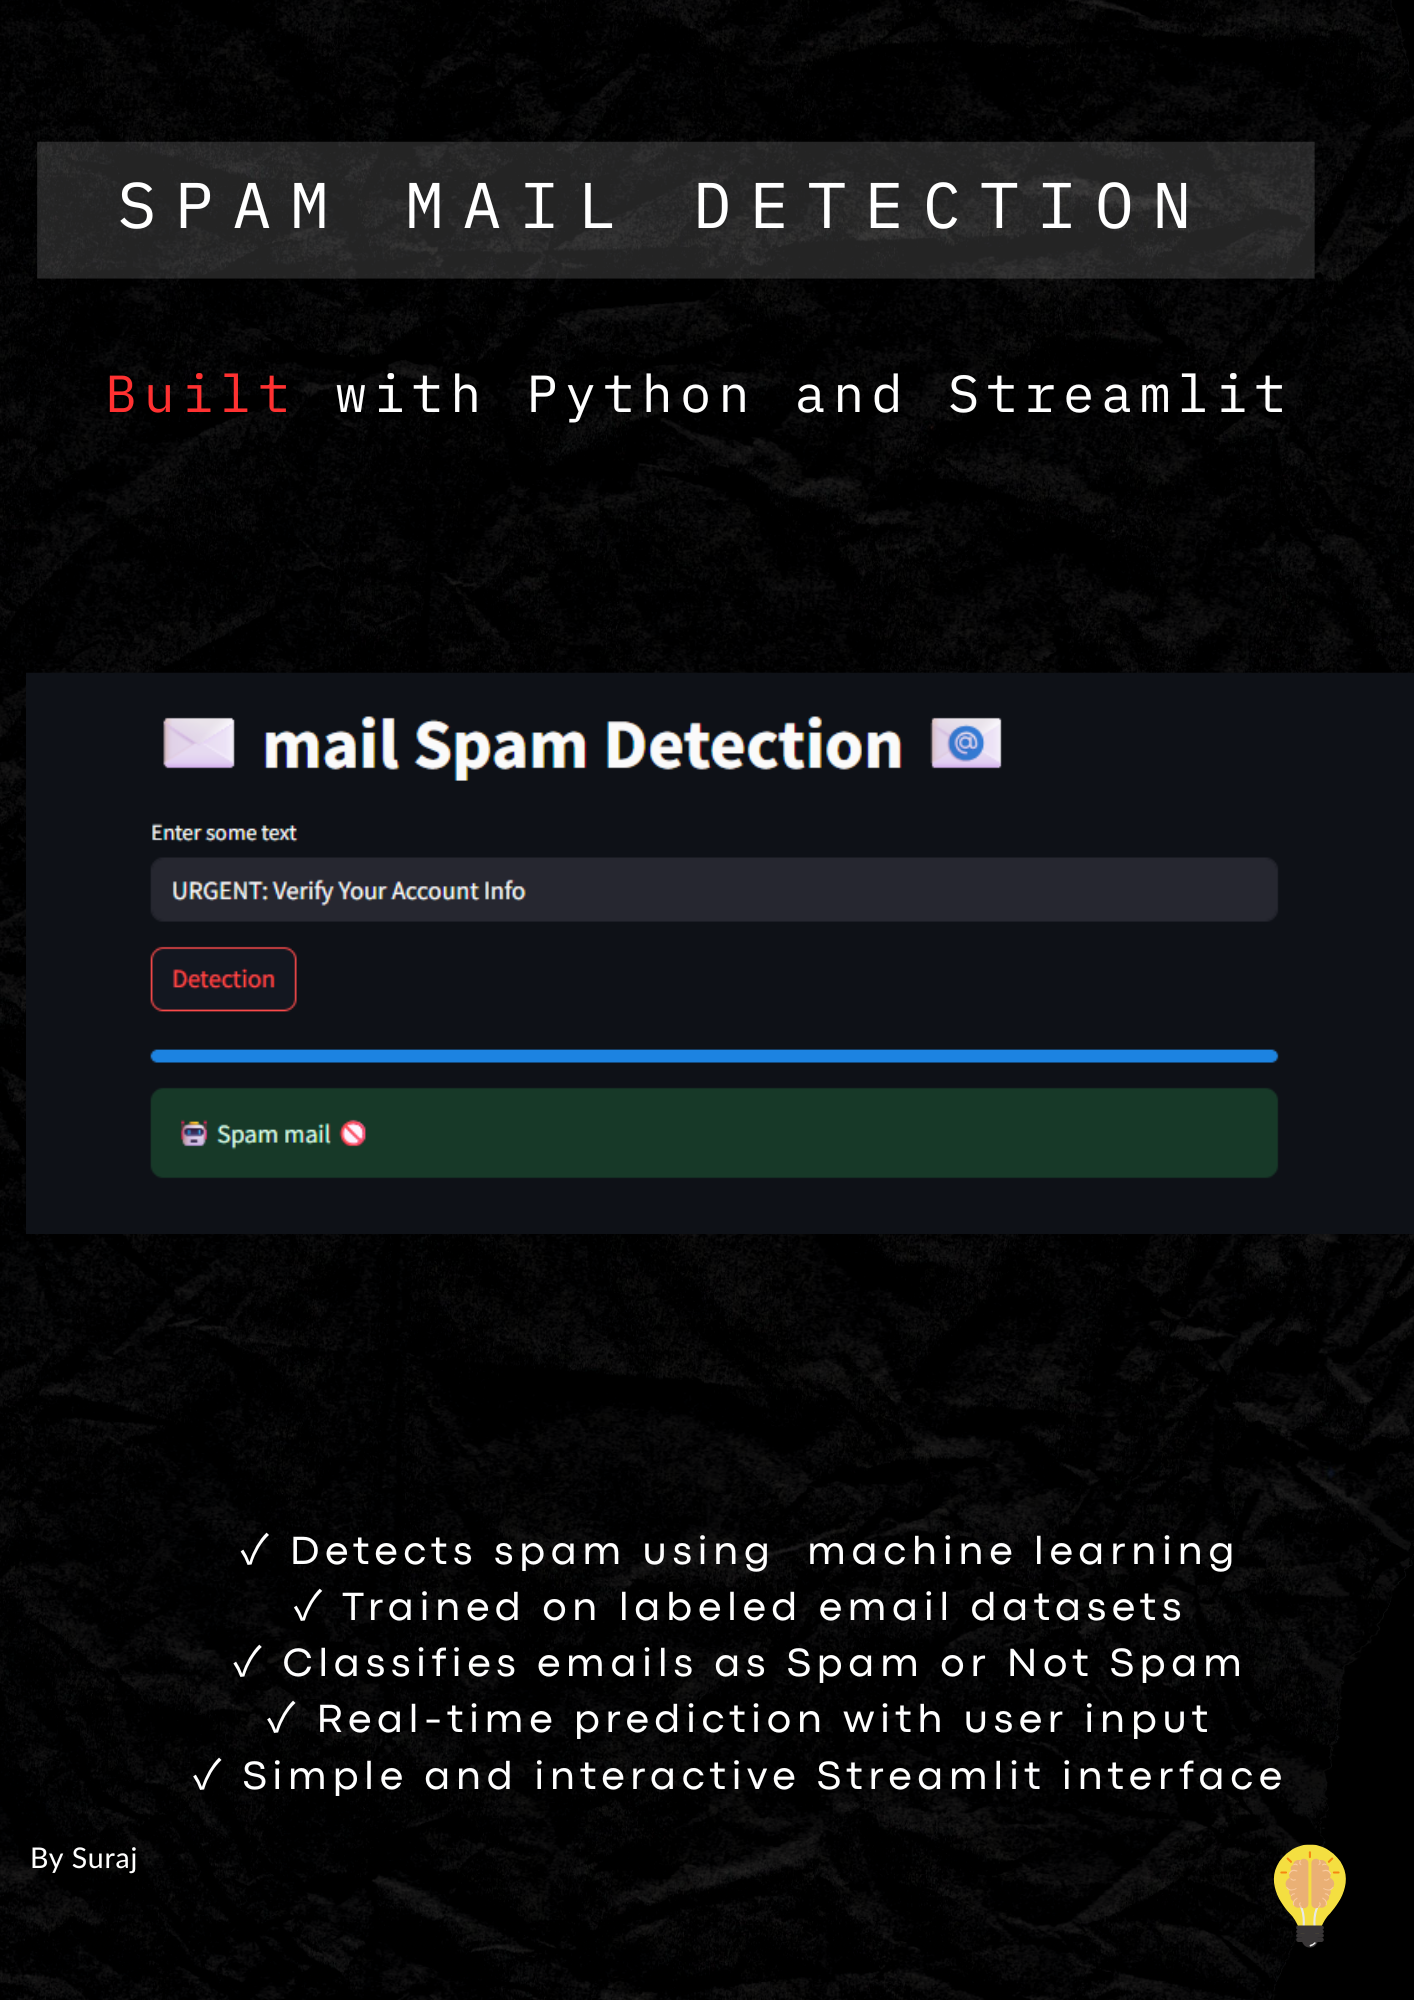 SPAM MAIL DETECTION
Built with Python and Streamlit
mail Spam Detection
Enter some text
URGENT: Verify Your Account Info
Detection
Spam mail
✓ Detects spam using machine learning
✓ Trained on labeled email datasets
✓ Classifies emails as Spam or Not Spam
✓ Real-time prediction with user input
✓ Simple and interactive Streamlit interface
By Suraj